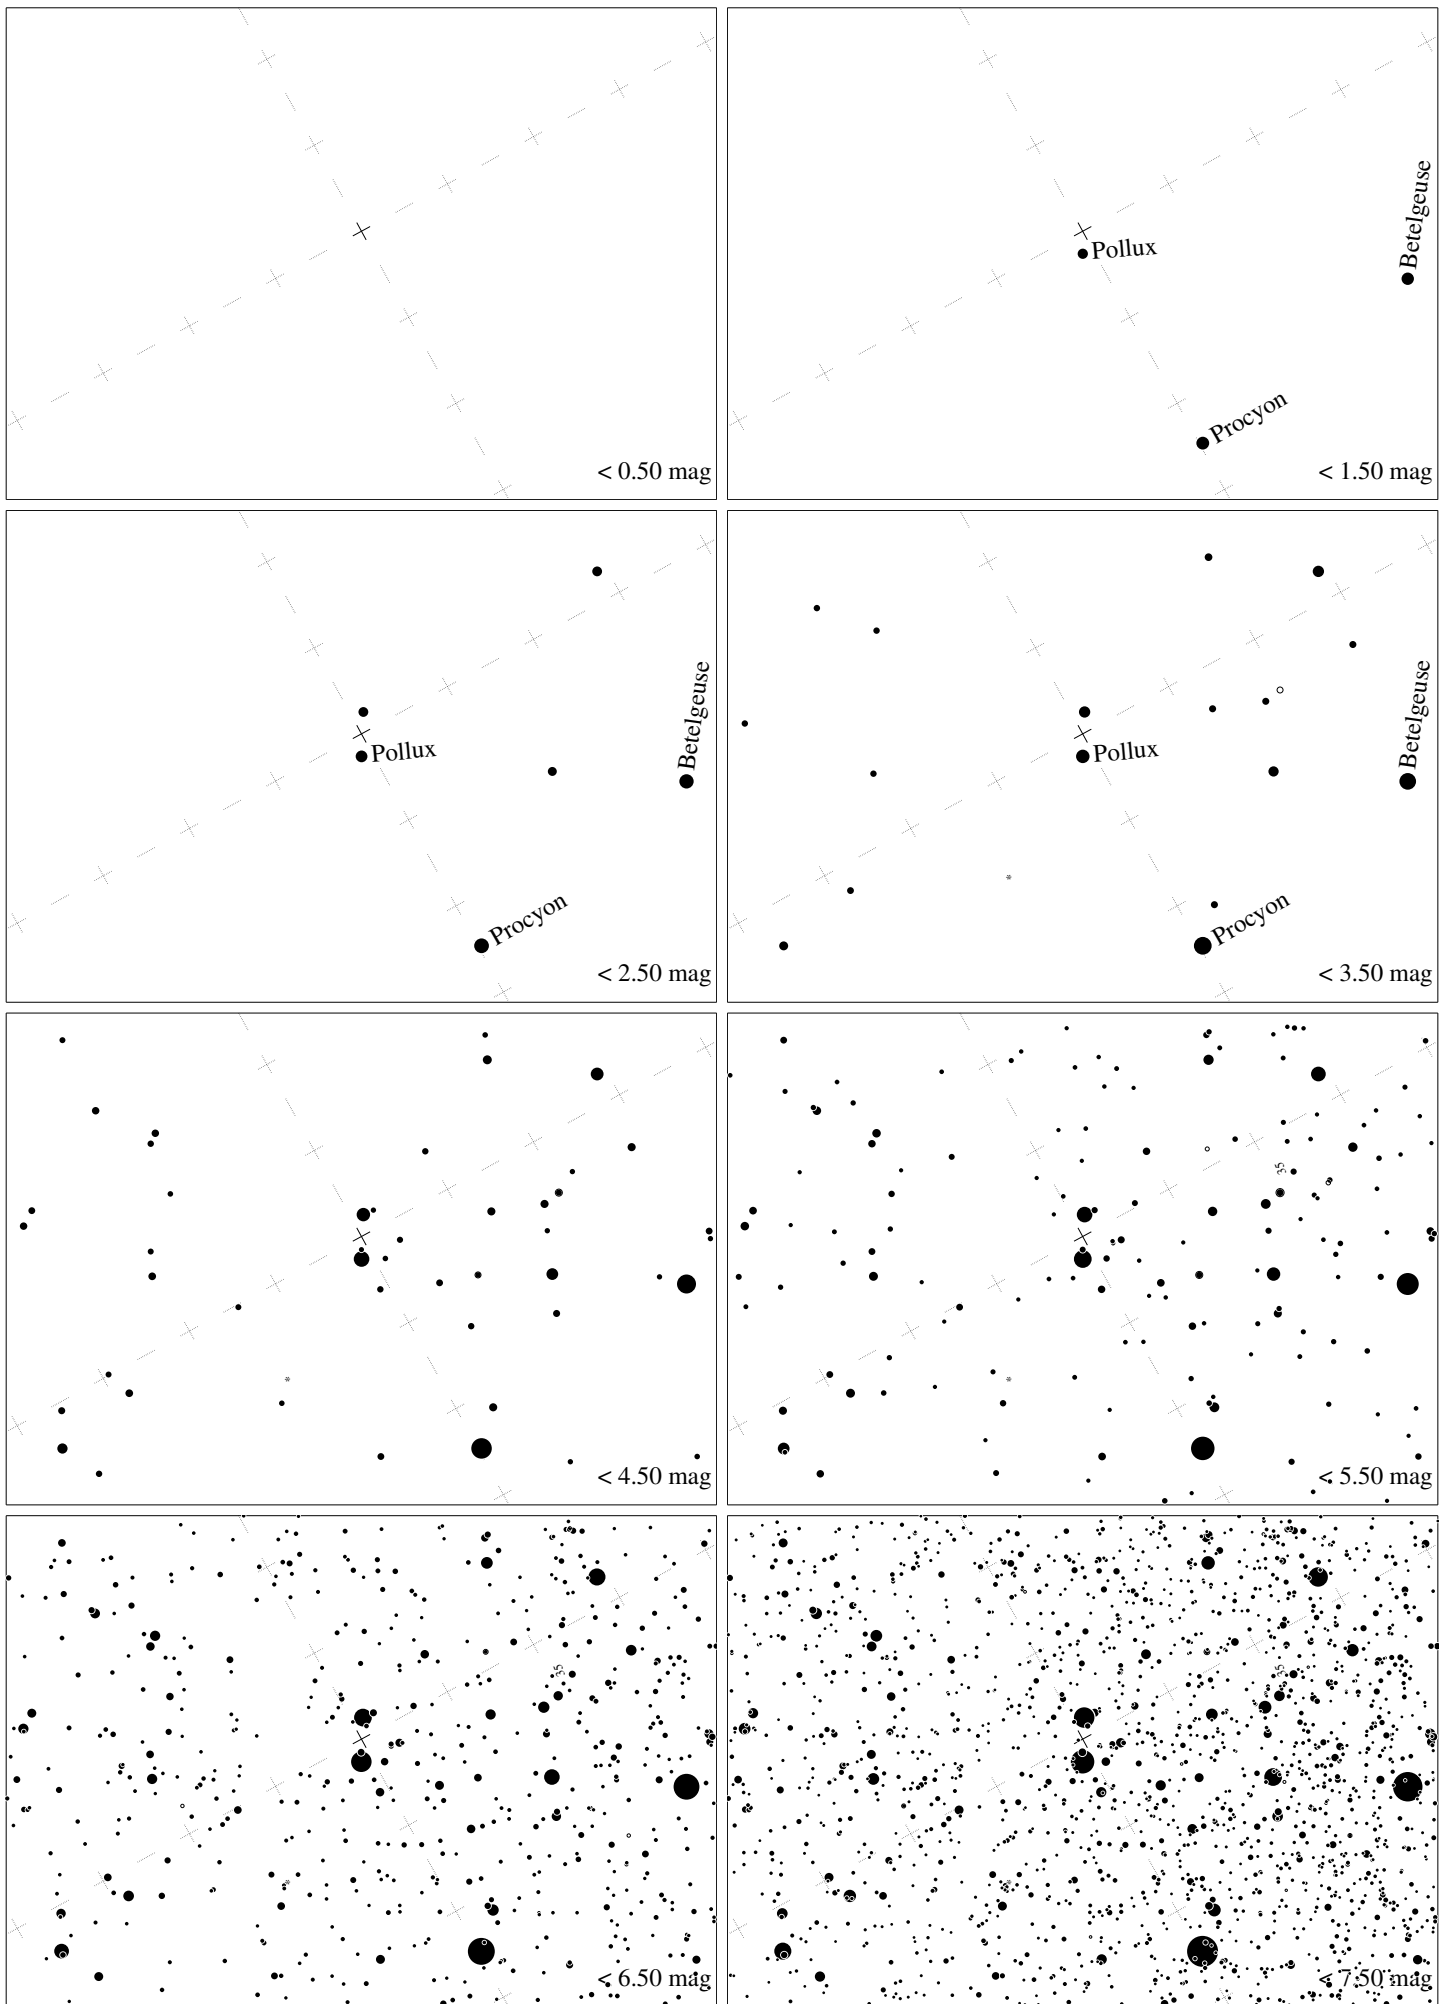 < 0.50 mag
Betelgeuse
Pollux
Procyon
< 1.50 mag
Betelgeuse
Pollux
Procyon
< 2.50 mag
Betelgeuse
Pollux
Procyon
< 3.50 mag
< 4.50 mag
35
< 5.50 mag
35
< 6.50 mag
35
< 7.50 mag